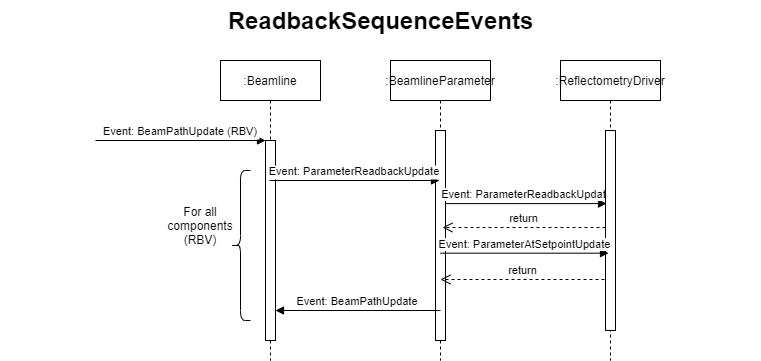 ReadbackSequenceEvents
:Beamline
:BeamlineParameter
:ReflectometryDriver
Event: BeamPathUpdate (RBV)
Event: ParameterReadbackUpdate
Event: ParameterReadbackUpdat
return
For all
components
(RBV)
Event: ParameterAtSetpointUpdate
return
Event: BeamPathUpdate